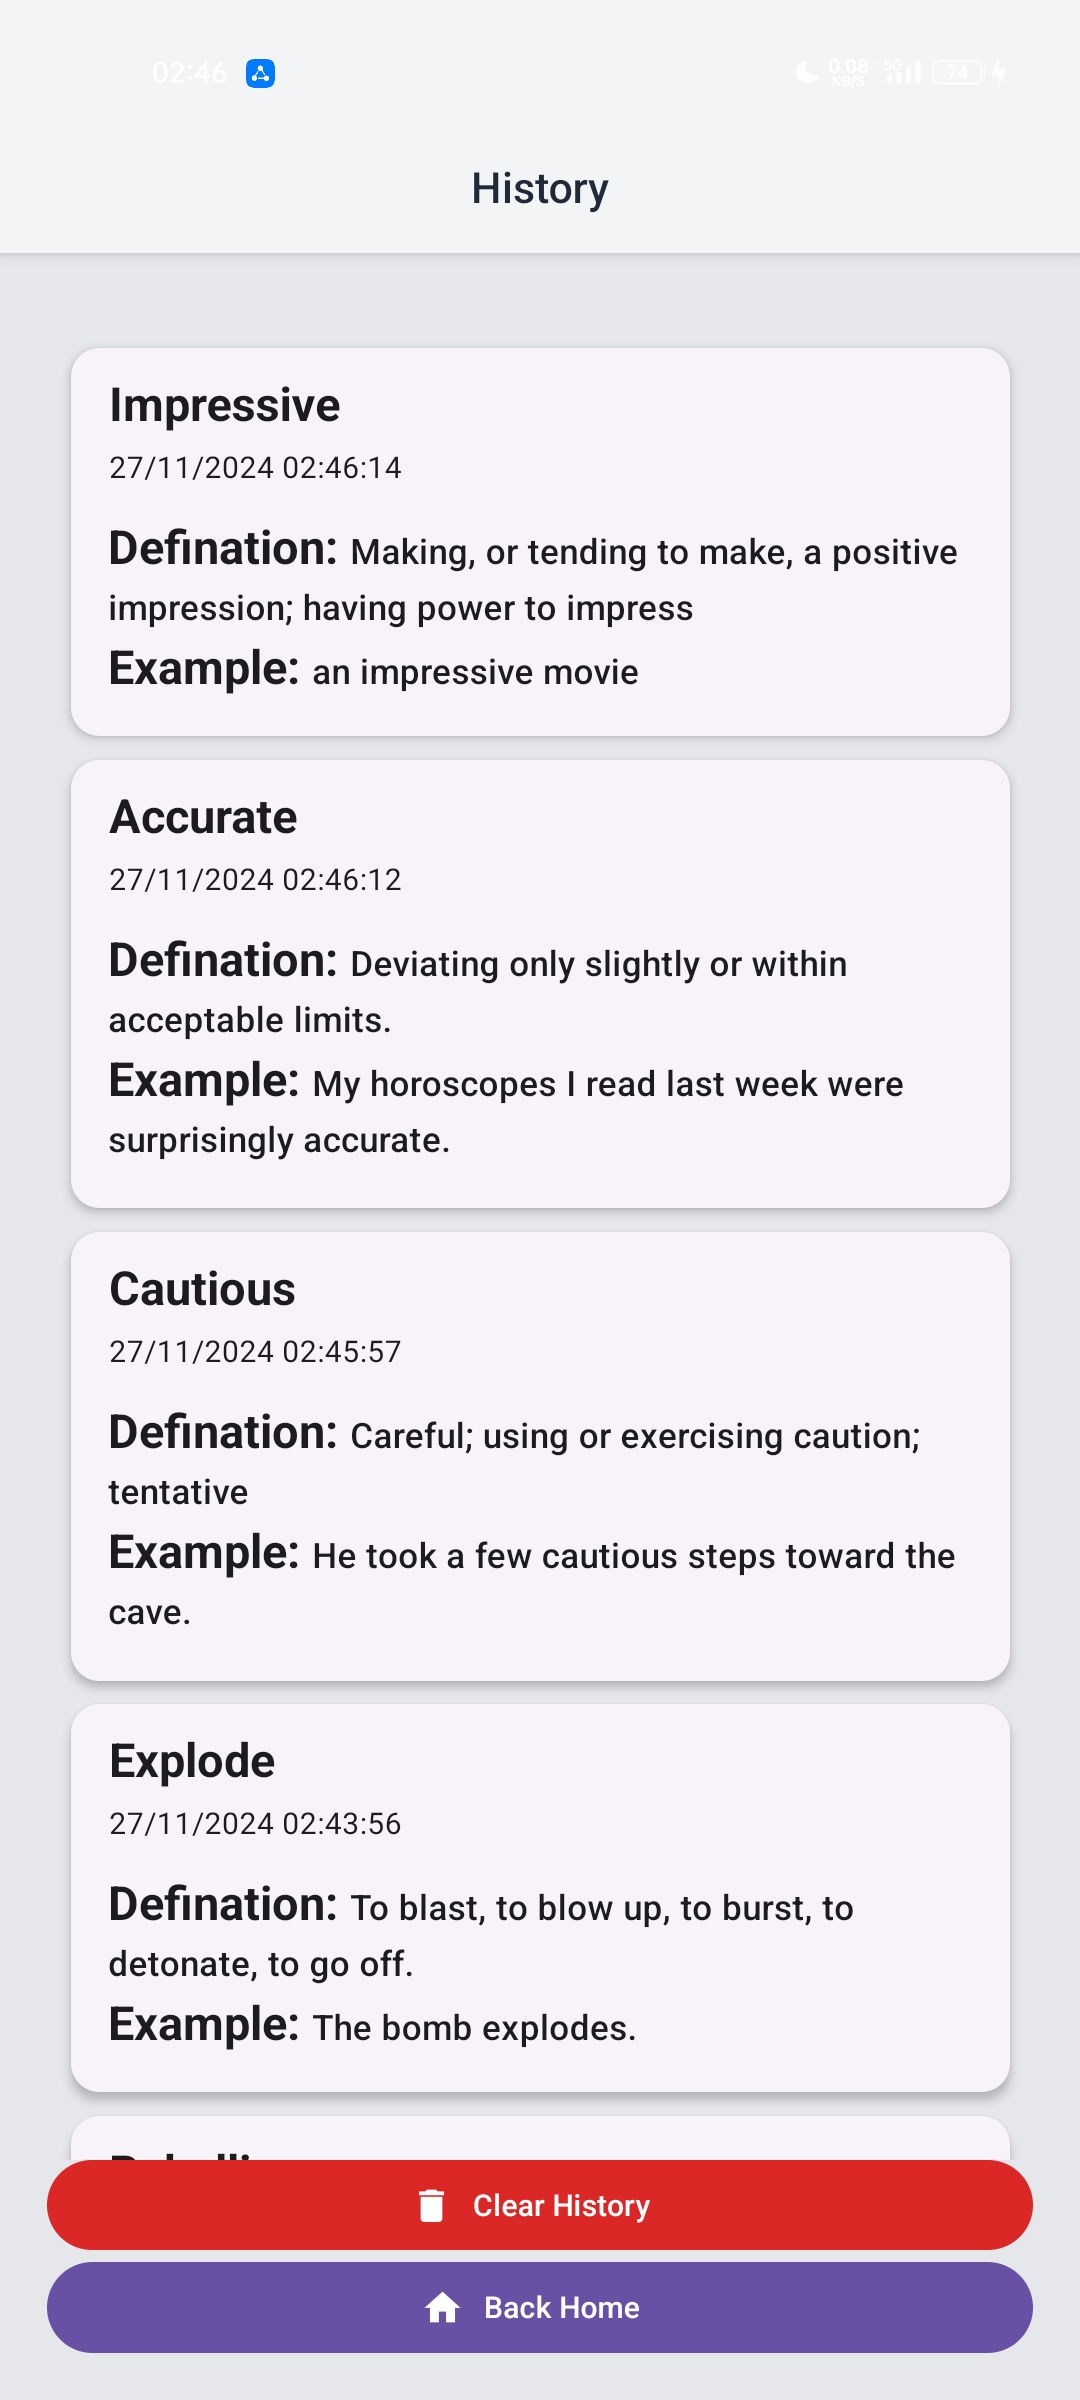 02:46
0.08
KB/S
5G
74
History
Impressive
27/11/2024 02:46:14
Defination: Making, or tending to make, a positive
impression; having power to impress
Example: an impressive movie
Accurate
27/11/2024 02:46:12
Defination: Deviating only slightly or within
acceptable limits.
Example: My horoscopes I read last week were
surprisingly accurate.
Cautious
27/11/2024 02:45:57
Defination: Careful; using or exercising caution;
tentative
Example: He took a few cautious steps toward the
cave.
Explode
27/11/2024 02:43:56
Defination: To blast, to blow up, to burst, to
detonate, to go off.
Example: The bomb explodes.
Clear History
Back Home